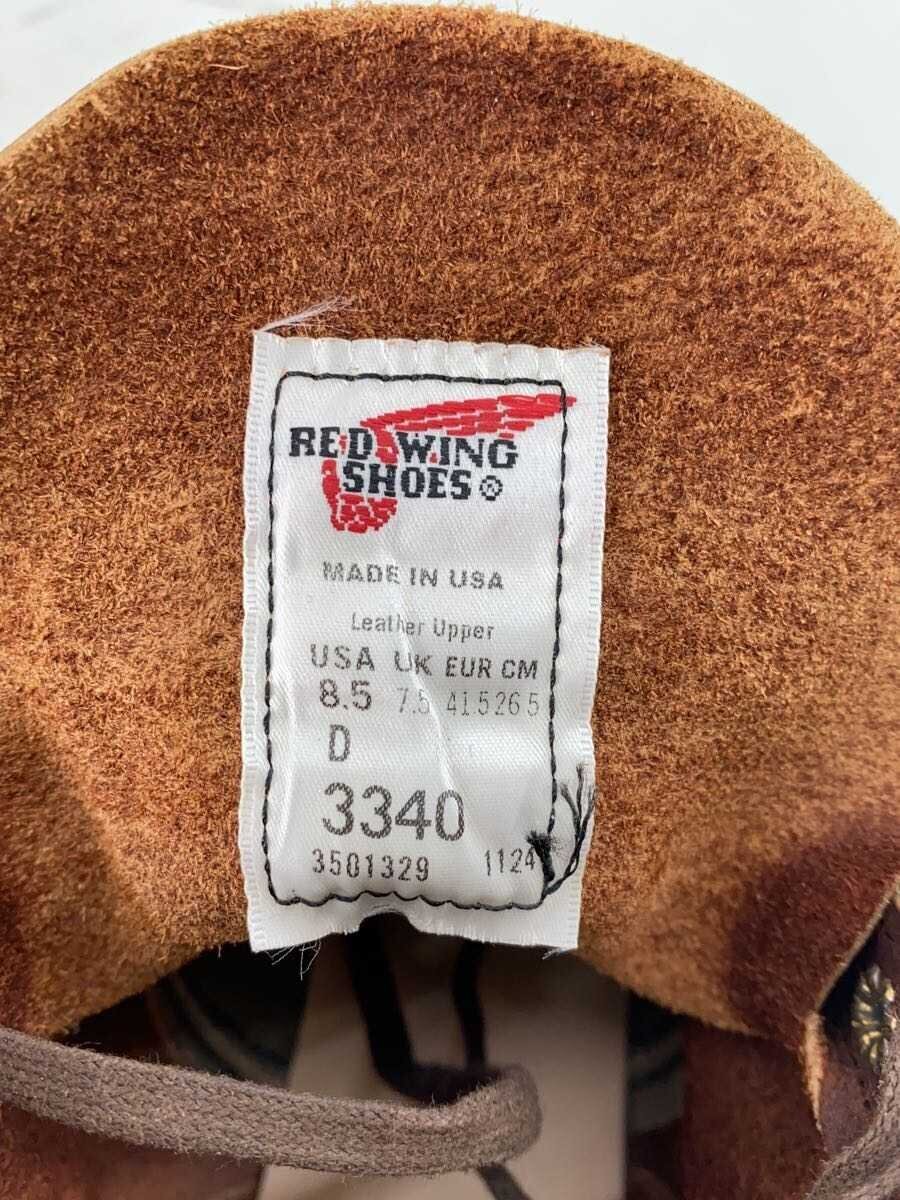 RED WING
SHOES®
MADE IN USA
Leather Upper
USA UK EUR CM
8.5 7.5 41 5 26 5
D
3340
3501329 1124